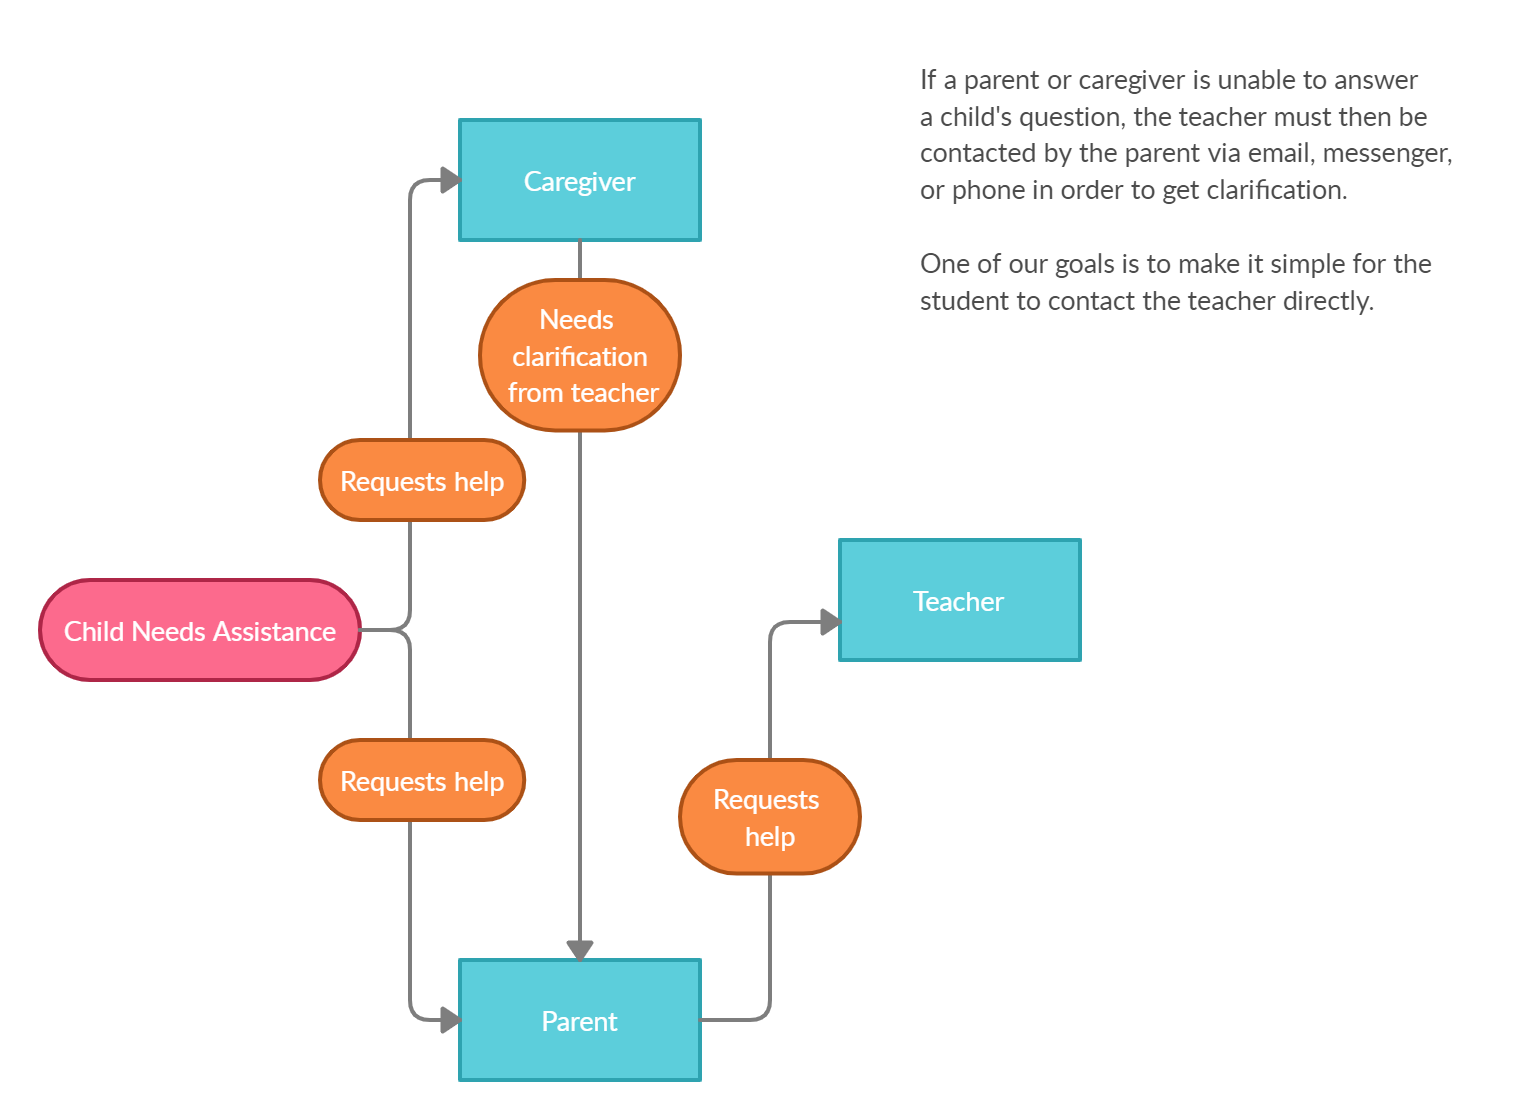 If a parent or caregiver is unable to answer
a child's question, the teacher must then be
contacted by the parent via email, messenger,
or phone in order to get clarification.
One of our goals is to make it simple for the
student to contact the teacher directly.
Caregiver
Needs
clarification
from teacher
Requests help
Child Needs Assistance
Requests help
Teacher
Requests
help
Parent